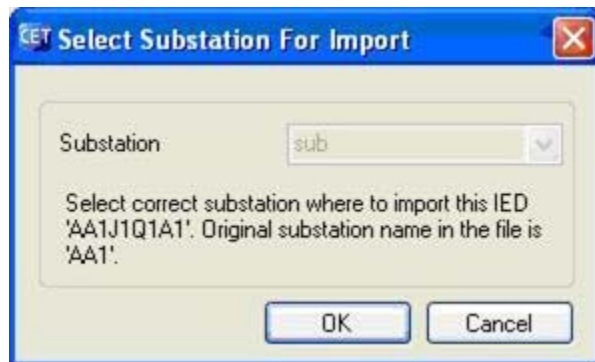 CET Select Substation For Import
Substation sub
Select correct substation where to import this IED
'AA1J1Q1A1'. Original substation name in the file is
'AA1'.
OK Cancel